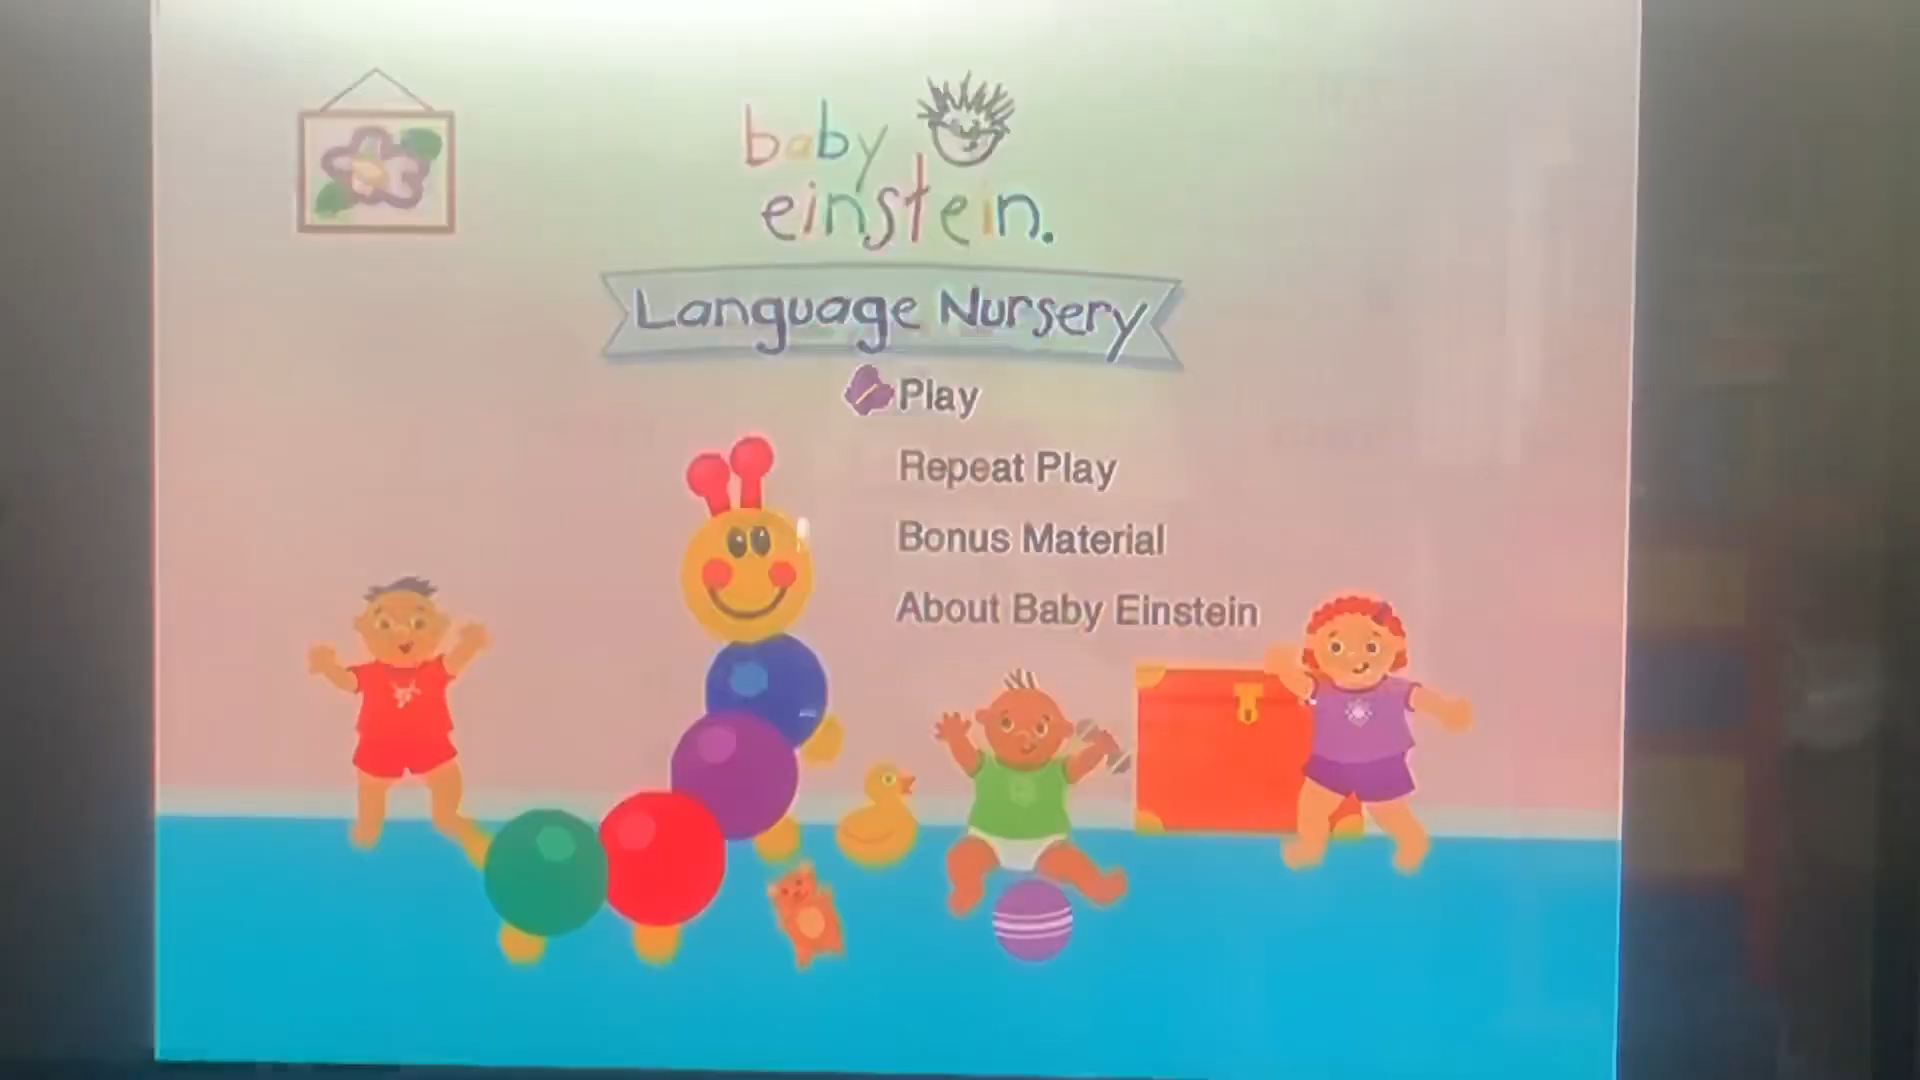 baby
einstein.
Language Nursery
Play
Repeat Play
Bonus Material
About Baby Einstein